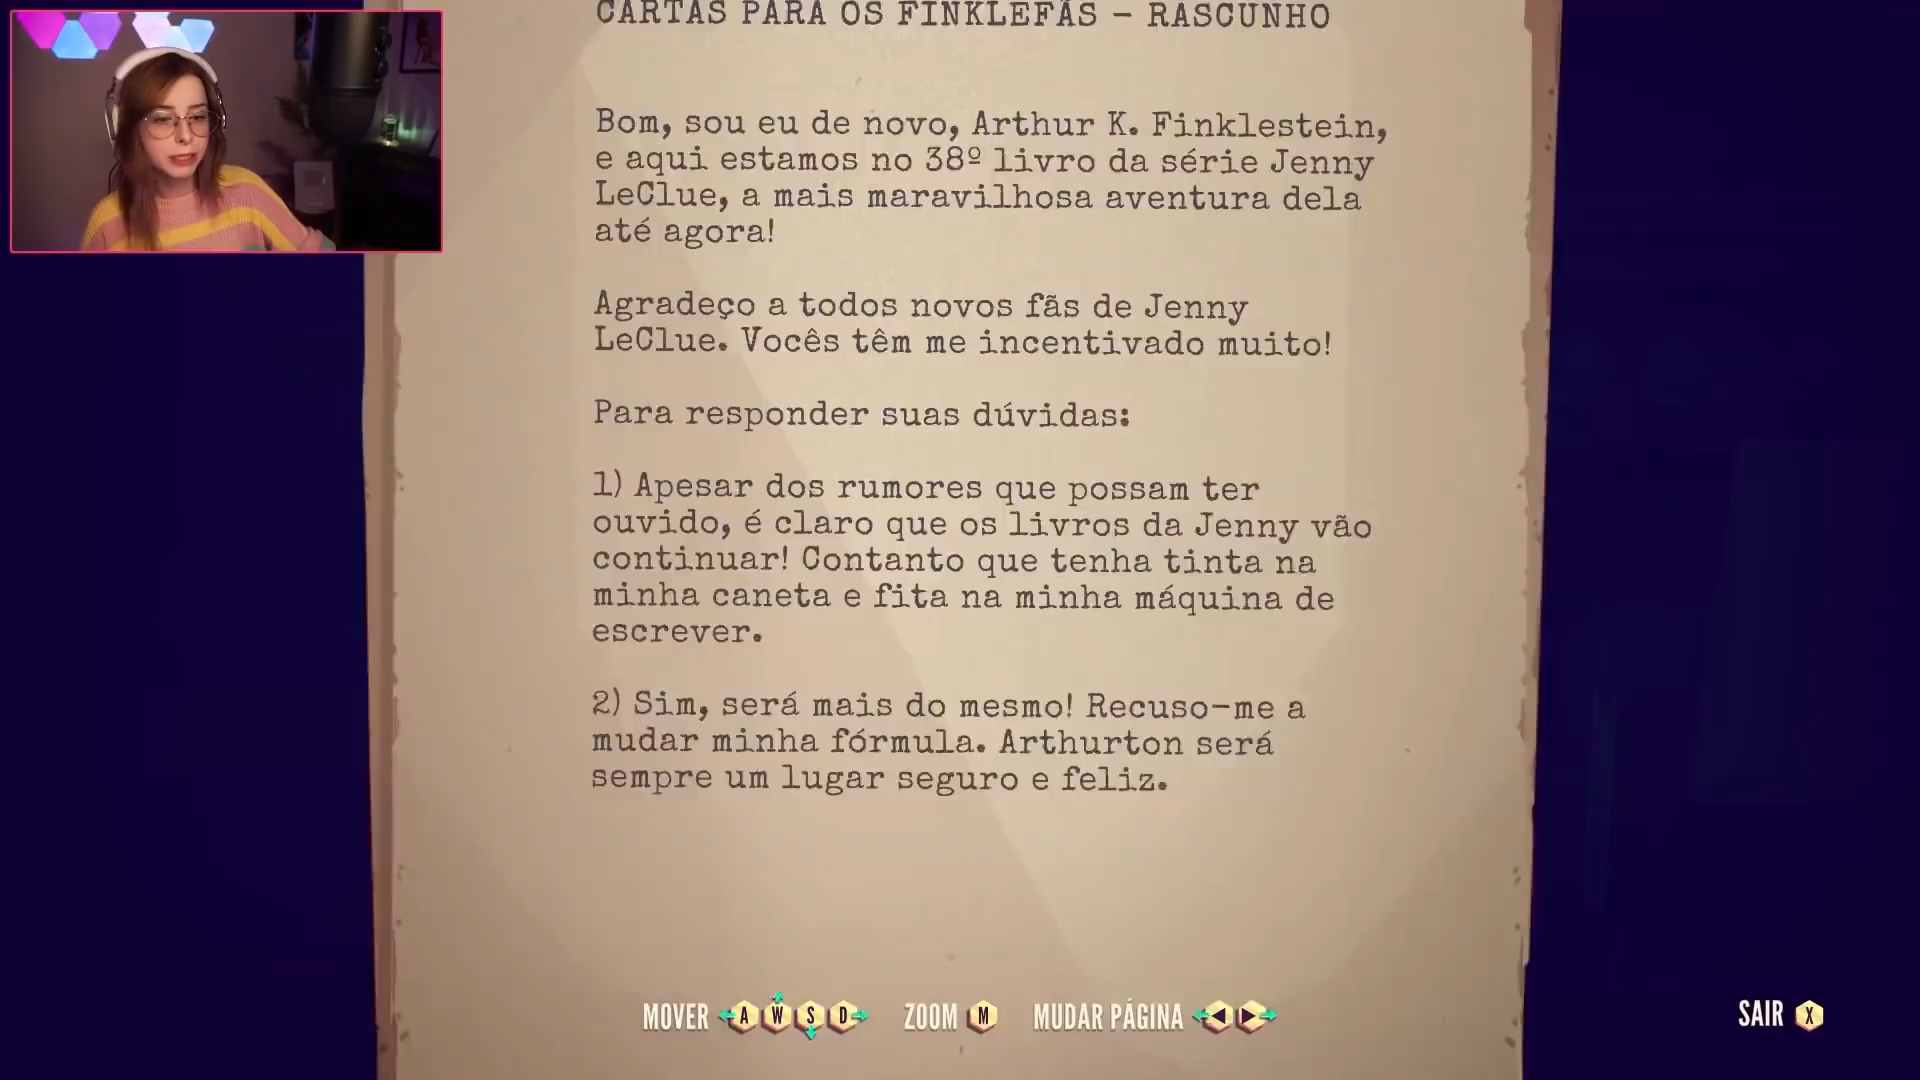 CARTAS PARA OS FINKLEFÃS – RASCUNHO
Bom, sou eu de novo, Arthur K. Finklestein,
e aqui estamos no 38º livro da série Jenny
LeClue, a mais maravilhosa aventura dela
até agora!
Agradeço a todos novos fãs de Jenny
LeClue. Vocês têm me incentivado muito!
Para responder suas dúvidas:
1) Apesar dos rumores que possam ter
ouvido, é claro que os livros da Jenny vão
continuar! Contanto que tenha tinta na
minha caneta e fita na minha máquina de
escrever.
2) Sim, será mais do mesmo! Recuso-me a
mudar minha fórmula. Arthurton será
sempre um lugar seguro e feliz.
MOVER A W S D ZOOM M MUDAR PÁGINA SAIR X